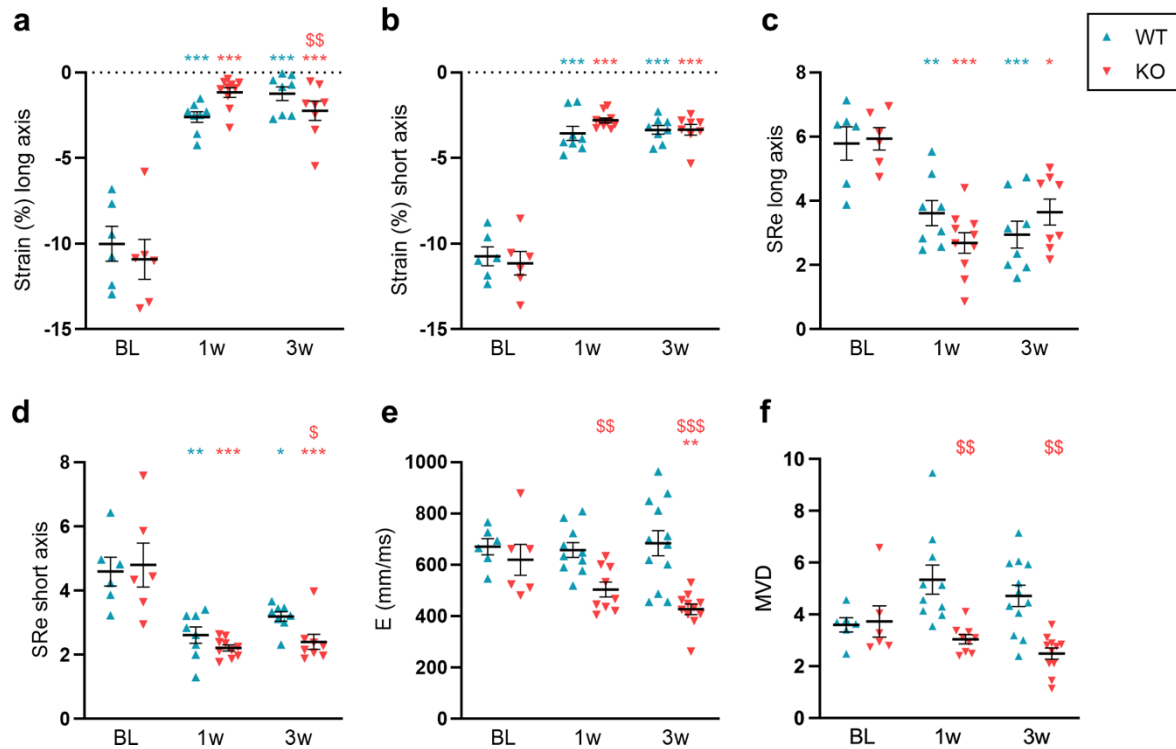 a
*** *** *** $$ ***
Strain (%) long axis
0
-5
-10
-15
BL 1w 3w
b
*** *** *** ***
Strain (%) short axis
0
-5
-10
-15
BL 1w 3w
c
** *** *** *
SRe long axis
8
6
4
2
0
BL 1w 3w
WT
KO
d
$
** *** * ***
SRe short axis
8
6
4
2
0
BL 1w 3w
e
$$ $$$
**
E (mm/ms)
1000
800
600
400
200
0
BL 1w 3w
f
$$ $$
MVD
10
8
6
4
2
0
BL 1w 3w